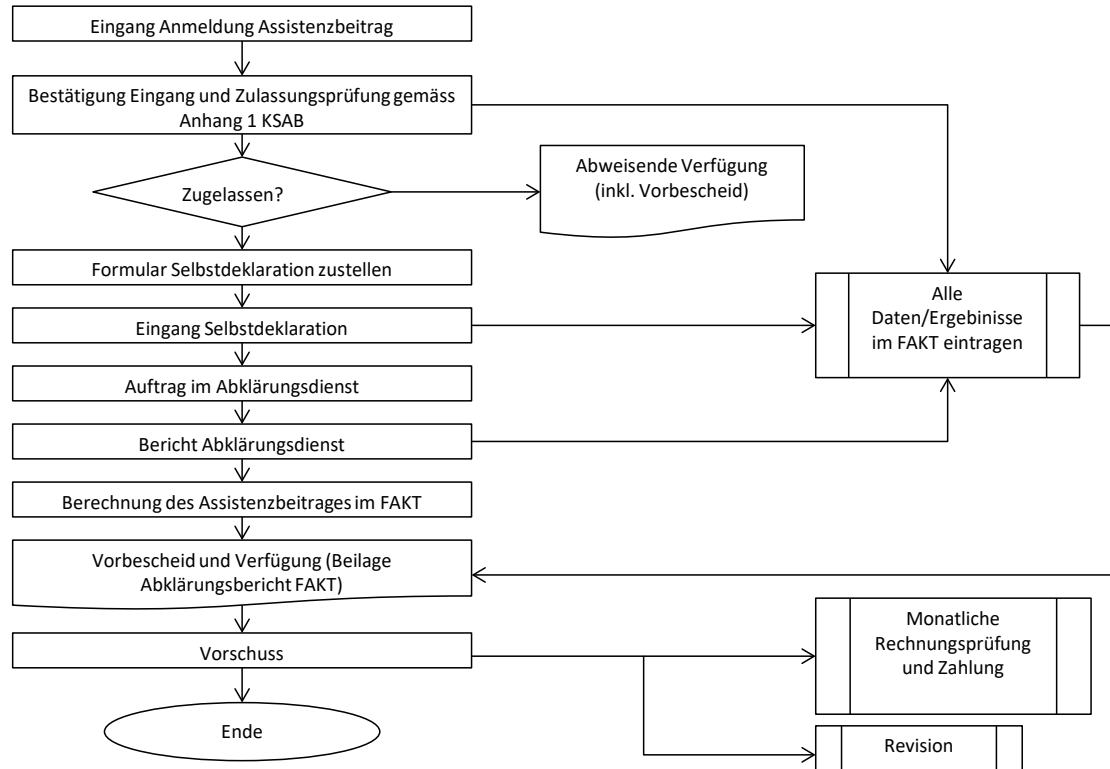 Eingang Anmeldung Assistenzbeitrag
Bestätigung Eingang und Zulassungsprüfung gemäss
Anhang 1 KSAB
Zugelassen?
Abweisende Verfügung
(inkl. Vorbescheid)
Formular Selbstdeklaration zustellen
Eingang Selbstdeklaration
Alle
Daten/Ergebinisse
im FAKT eintragen
Auftrag im Abklärungsdienst
Bericht Abklärungsdienst
Berechnung des Assistenzbeitrages im FAKT
Vorbescheid und Verfügung (Beilage
Abklärungsbericht FAKT)
Vorschuss
Monatliche
Rechnungsprüfung
und Zahlung
Ende
Revision